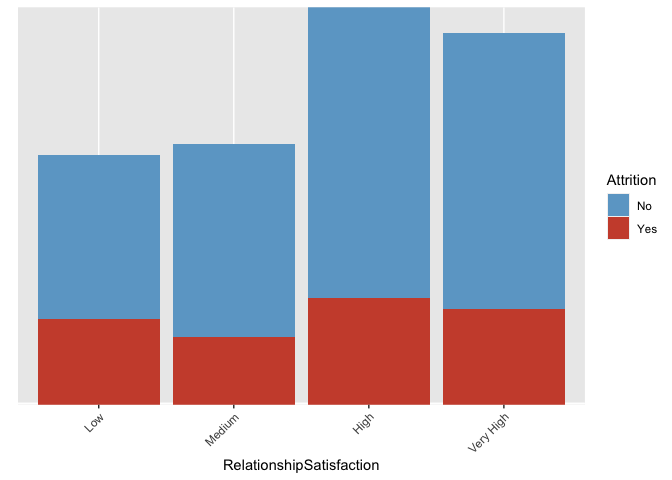 Attrition
No
Yes
Low
Medium
High
Very High
RelationshipSatisfaction